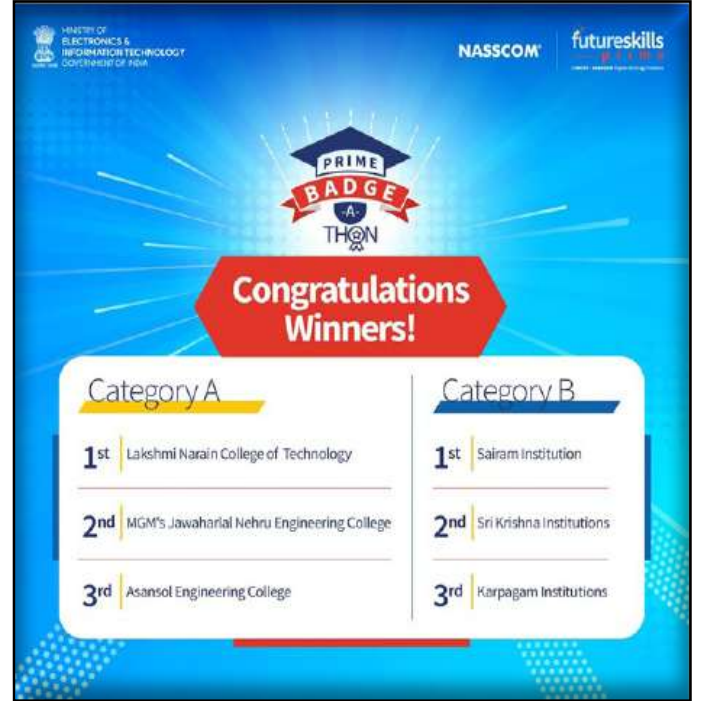 MINISTRY OF
ELECTRONICS &
INFORMATION TECHNOLOGY
GOVERNMENT OF INDIA
NASSCOM
futureskills
prime
PRIME
BADGE
-A-
THON
Congratulations
Winners!
Category A
1st Lakshmi Narain College of Technology
2nd MGM's Jawaharlal Nehru Engineering College
3rd Asansol Engineering College
Category B
1st Sairam Institution
2nd Sri Krishna Institutions
3rd Karpagam Institutions